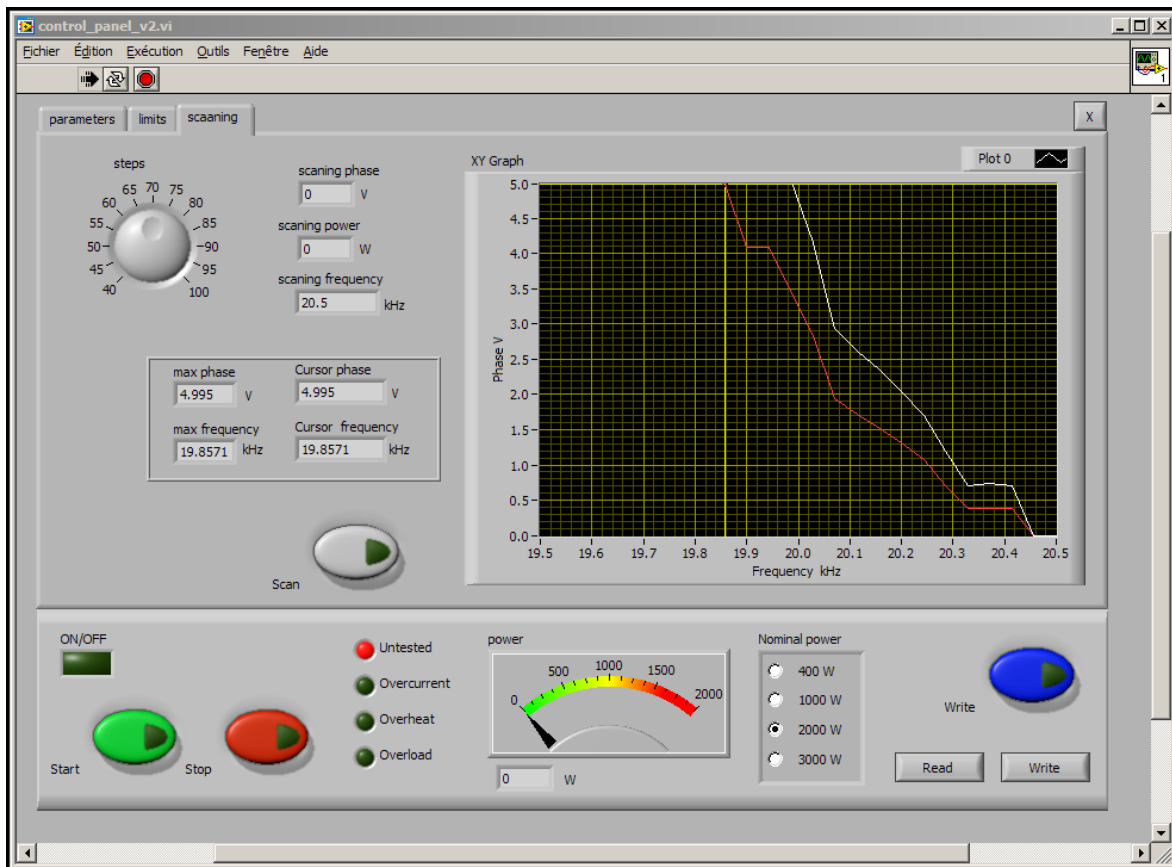 control_panel_v2.vi
Fichier Édition Exécution Outils Fenêtre Aide
1
parameters limits scaaning X
steps
40 45 50 55 60 65 70 75 80 85 90 95 100
scaning phase
0 V
scaning power
0 W
scaning frequency
20.5 kHz
max phase Cursor phase
4.995 V 4.995 V
max frequency Cursor frequency
19.8571 kHz 19.8571 kHz
Scan
XY Graph Plot 0
Phase V
5.0
4.5
4.0
3.5
3.0
2.5
2.0
1.5
1.0
0.5
0.0
19.5 19.6 19.7 19.8 19.9 20.0 20.1 20.2 20.3 20.4 20.5
Frequency kHz
ON/OFF
Start Stop
Untested
Overcurrent
Overheat
Overload
power
0 500 1000 1500 2000
0 W
Nominal power
400 W
1000 W
2000 W
3000 W
Write
Read Write